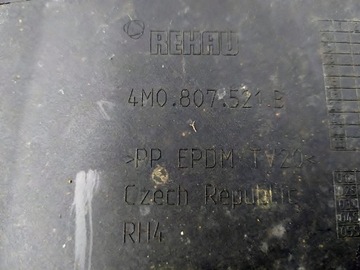 REHAU
4M0.807.521.B
>PP EPDM TV20<
Czech Republic
RH4